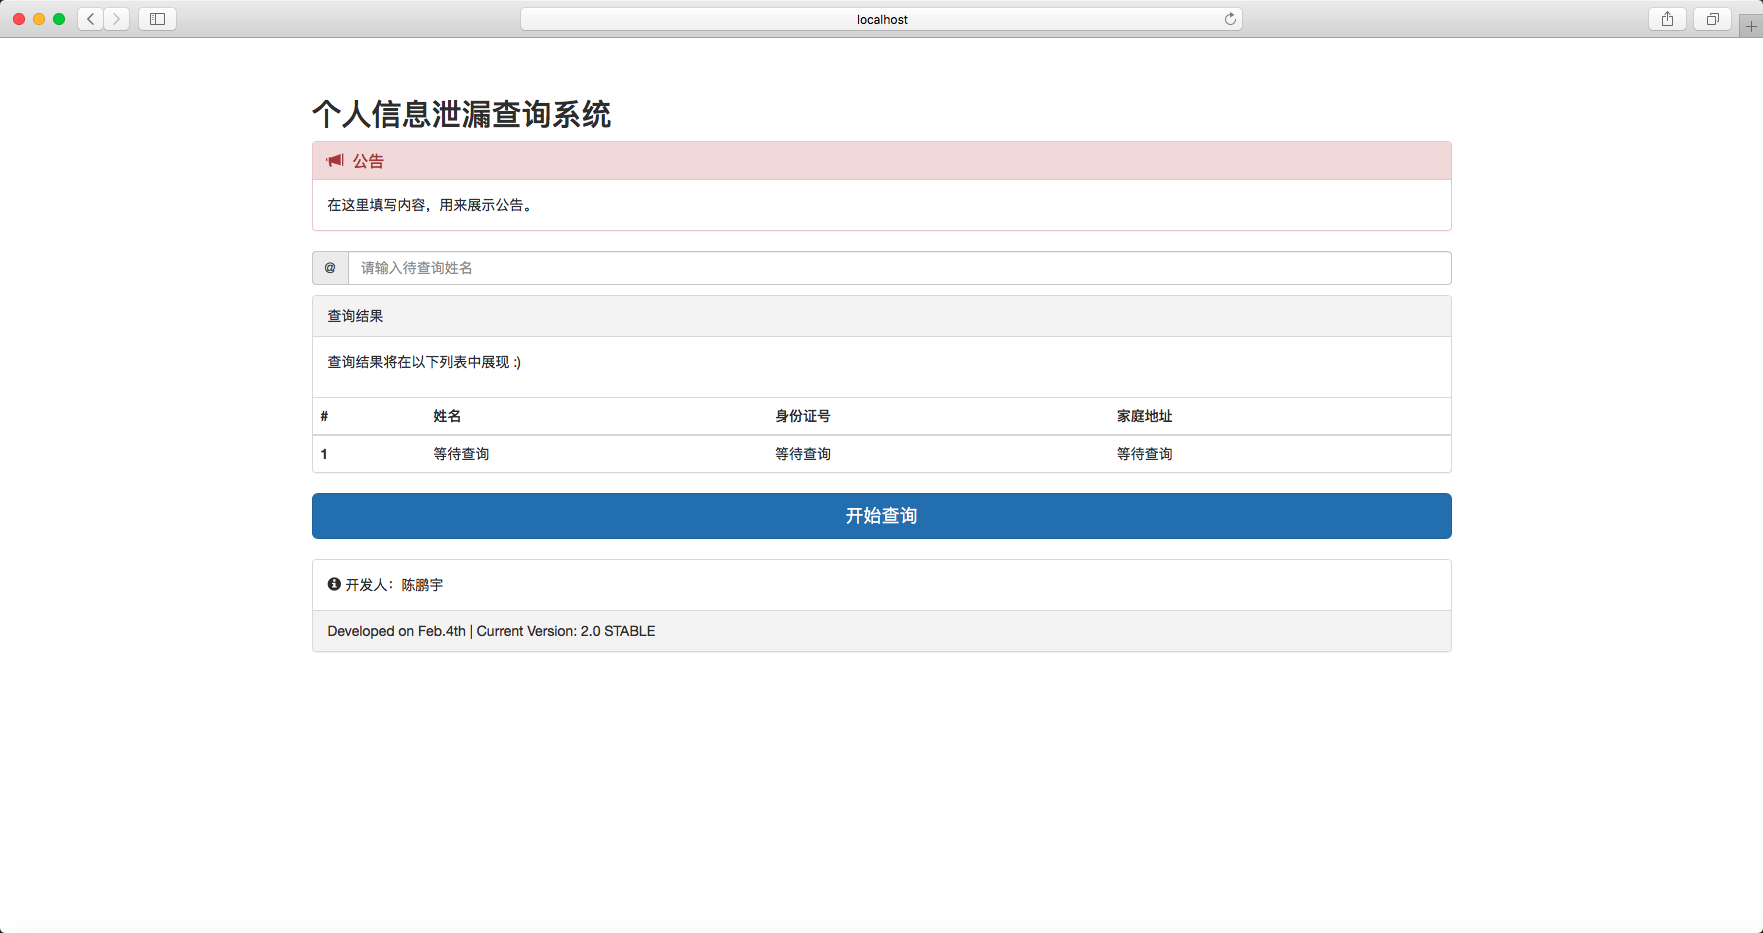 localhost
个人信息泄漏查询系统
公告
在这里填写内容，用来展示公告。
@ 请输入待查询姓名
查询结果
查询结果将在以下列表中展现 :)
# 姓名 身份证号 家庭地址
1 等待查询 等待查询 等待查询
开始查询
开发人：陈鹏宇
Developed on Feb.4th | Current Version: 2.0 STABLE